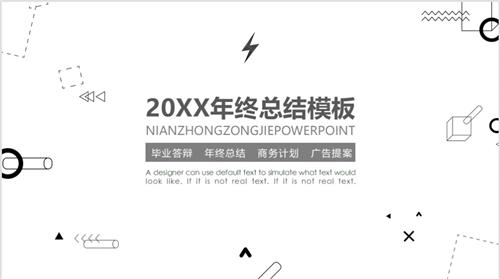 20XX年终总结模板
NIANZHONGZONGJIEPOWERPOINT
毕业答辩 年终总结 商务计划 广告提案
A designer can use default text to simulate what text would
look like. If it is not real text. If it is not real text.